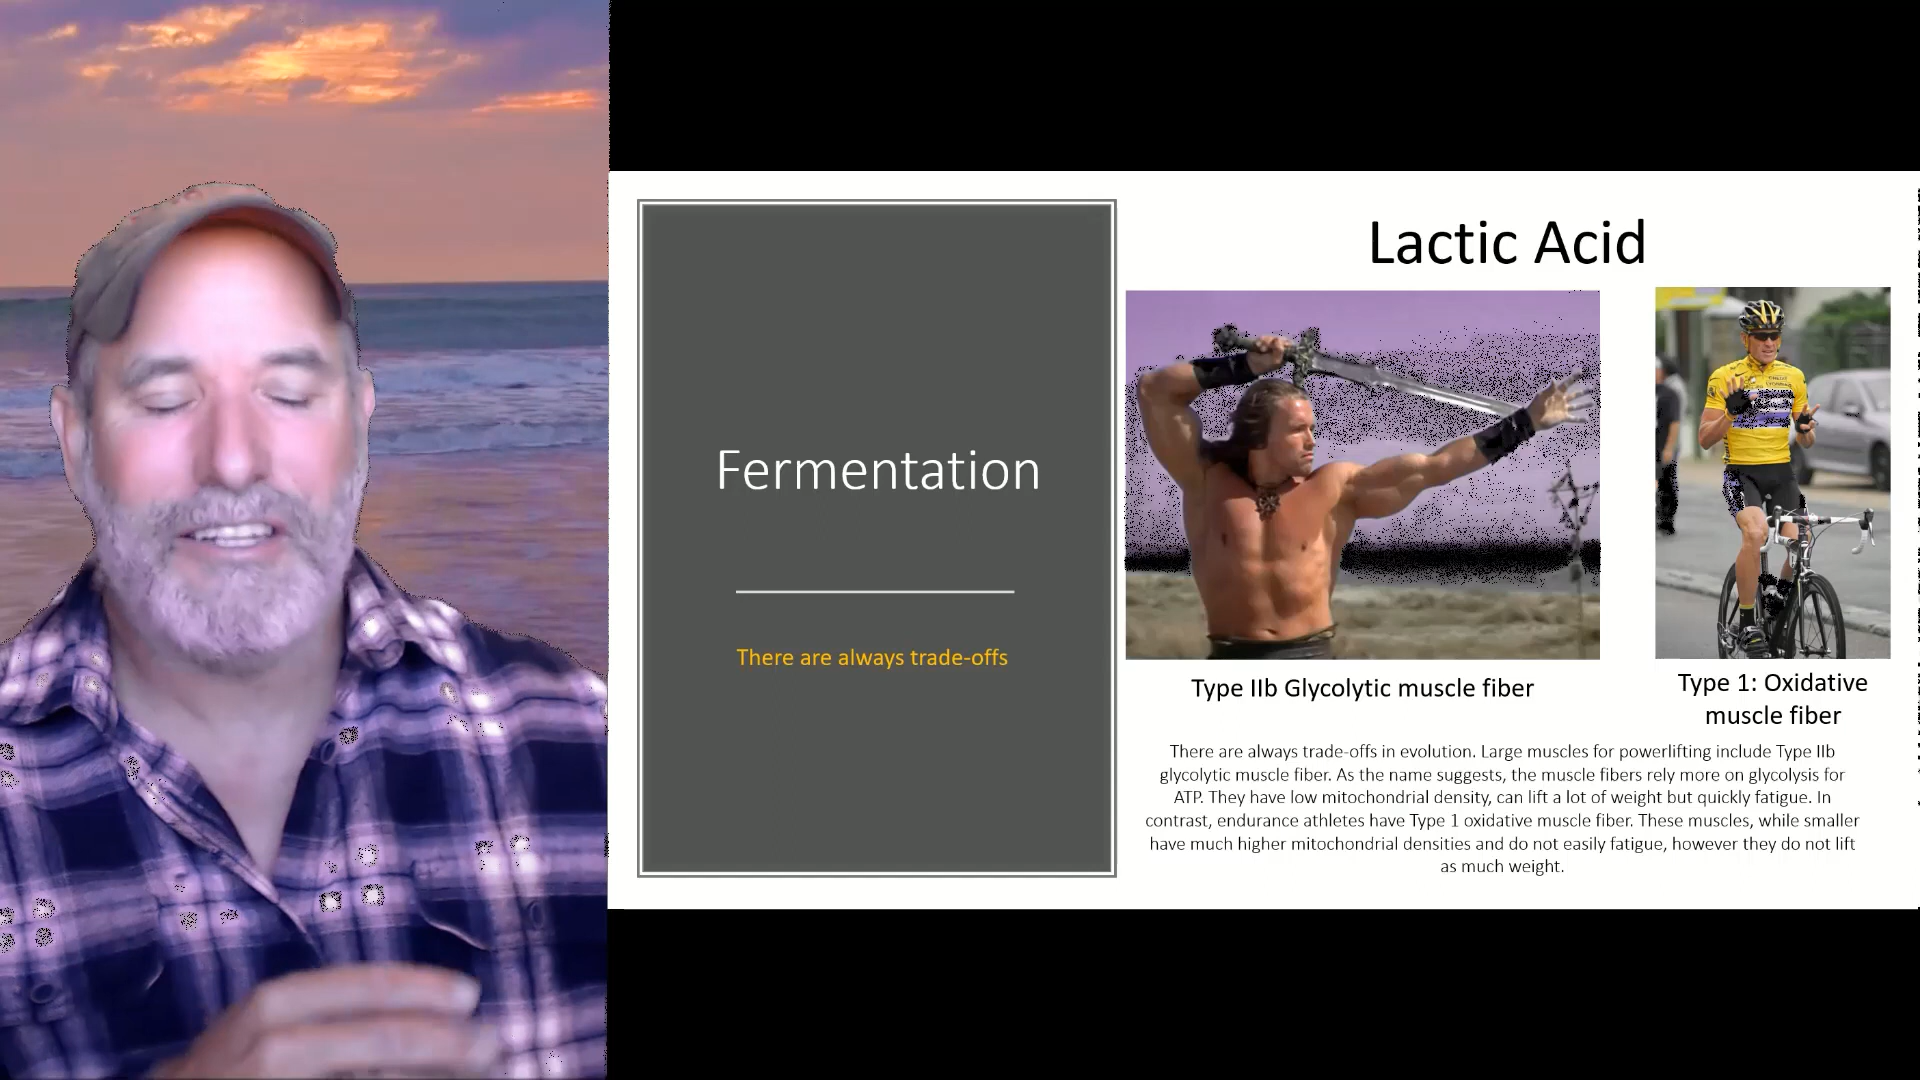 Fermentation
There are always trade-offs
Lactic Acid
Type IIb Glycolytic muscle fiber
Type 1: Oxidative
muscle fiber
There are always trade-offs in evolution. Large muscles for powerlifting include Type IIb
glycolytic muscle fiber. As the name suggests, the muscle fibers rely more on glycolysis for
ATP. They have low mitochondrial density, can lift a lot of weight but quickly fatigue. In
contrast, endurance athletes have Type 1 oxidative muscle fiber. These muscles, while smaller
have much higher mitochondrial densities and do not easily fatigue, however they do not lift
as much weight.